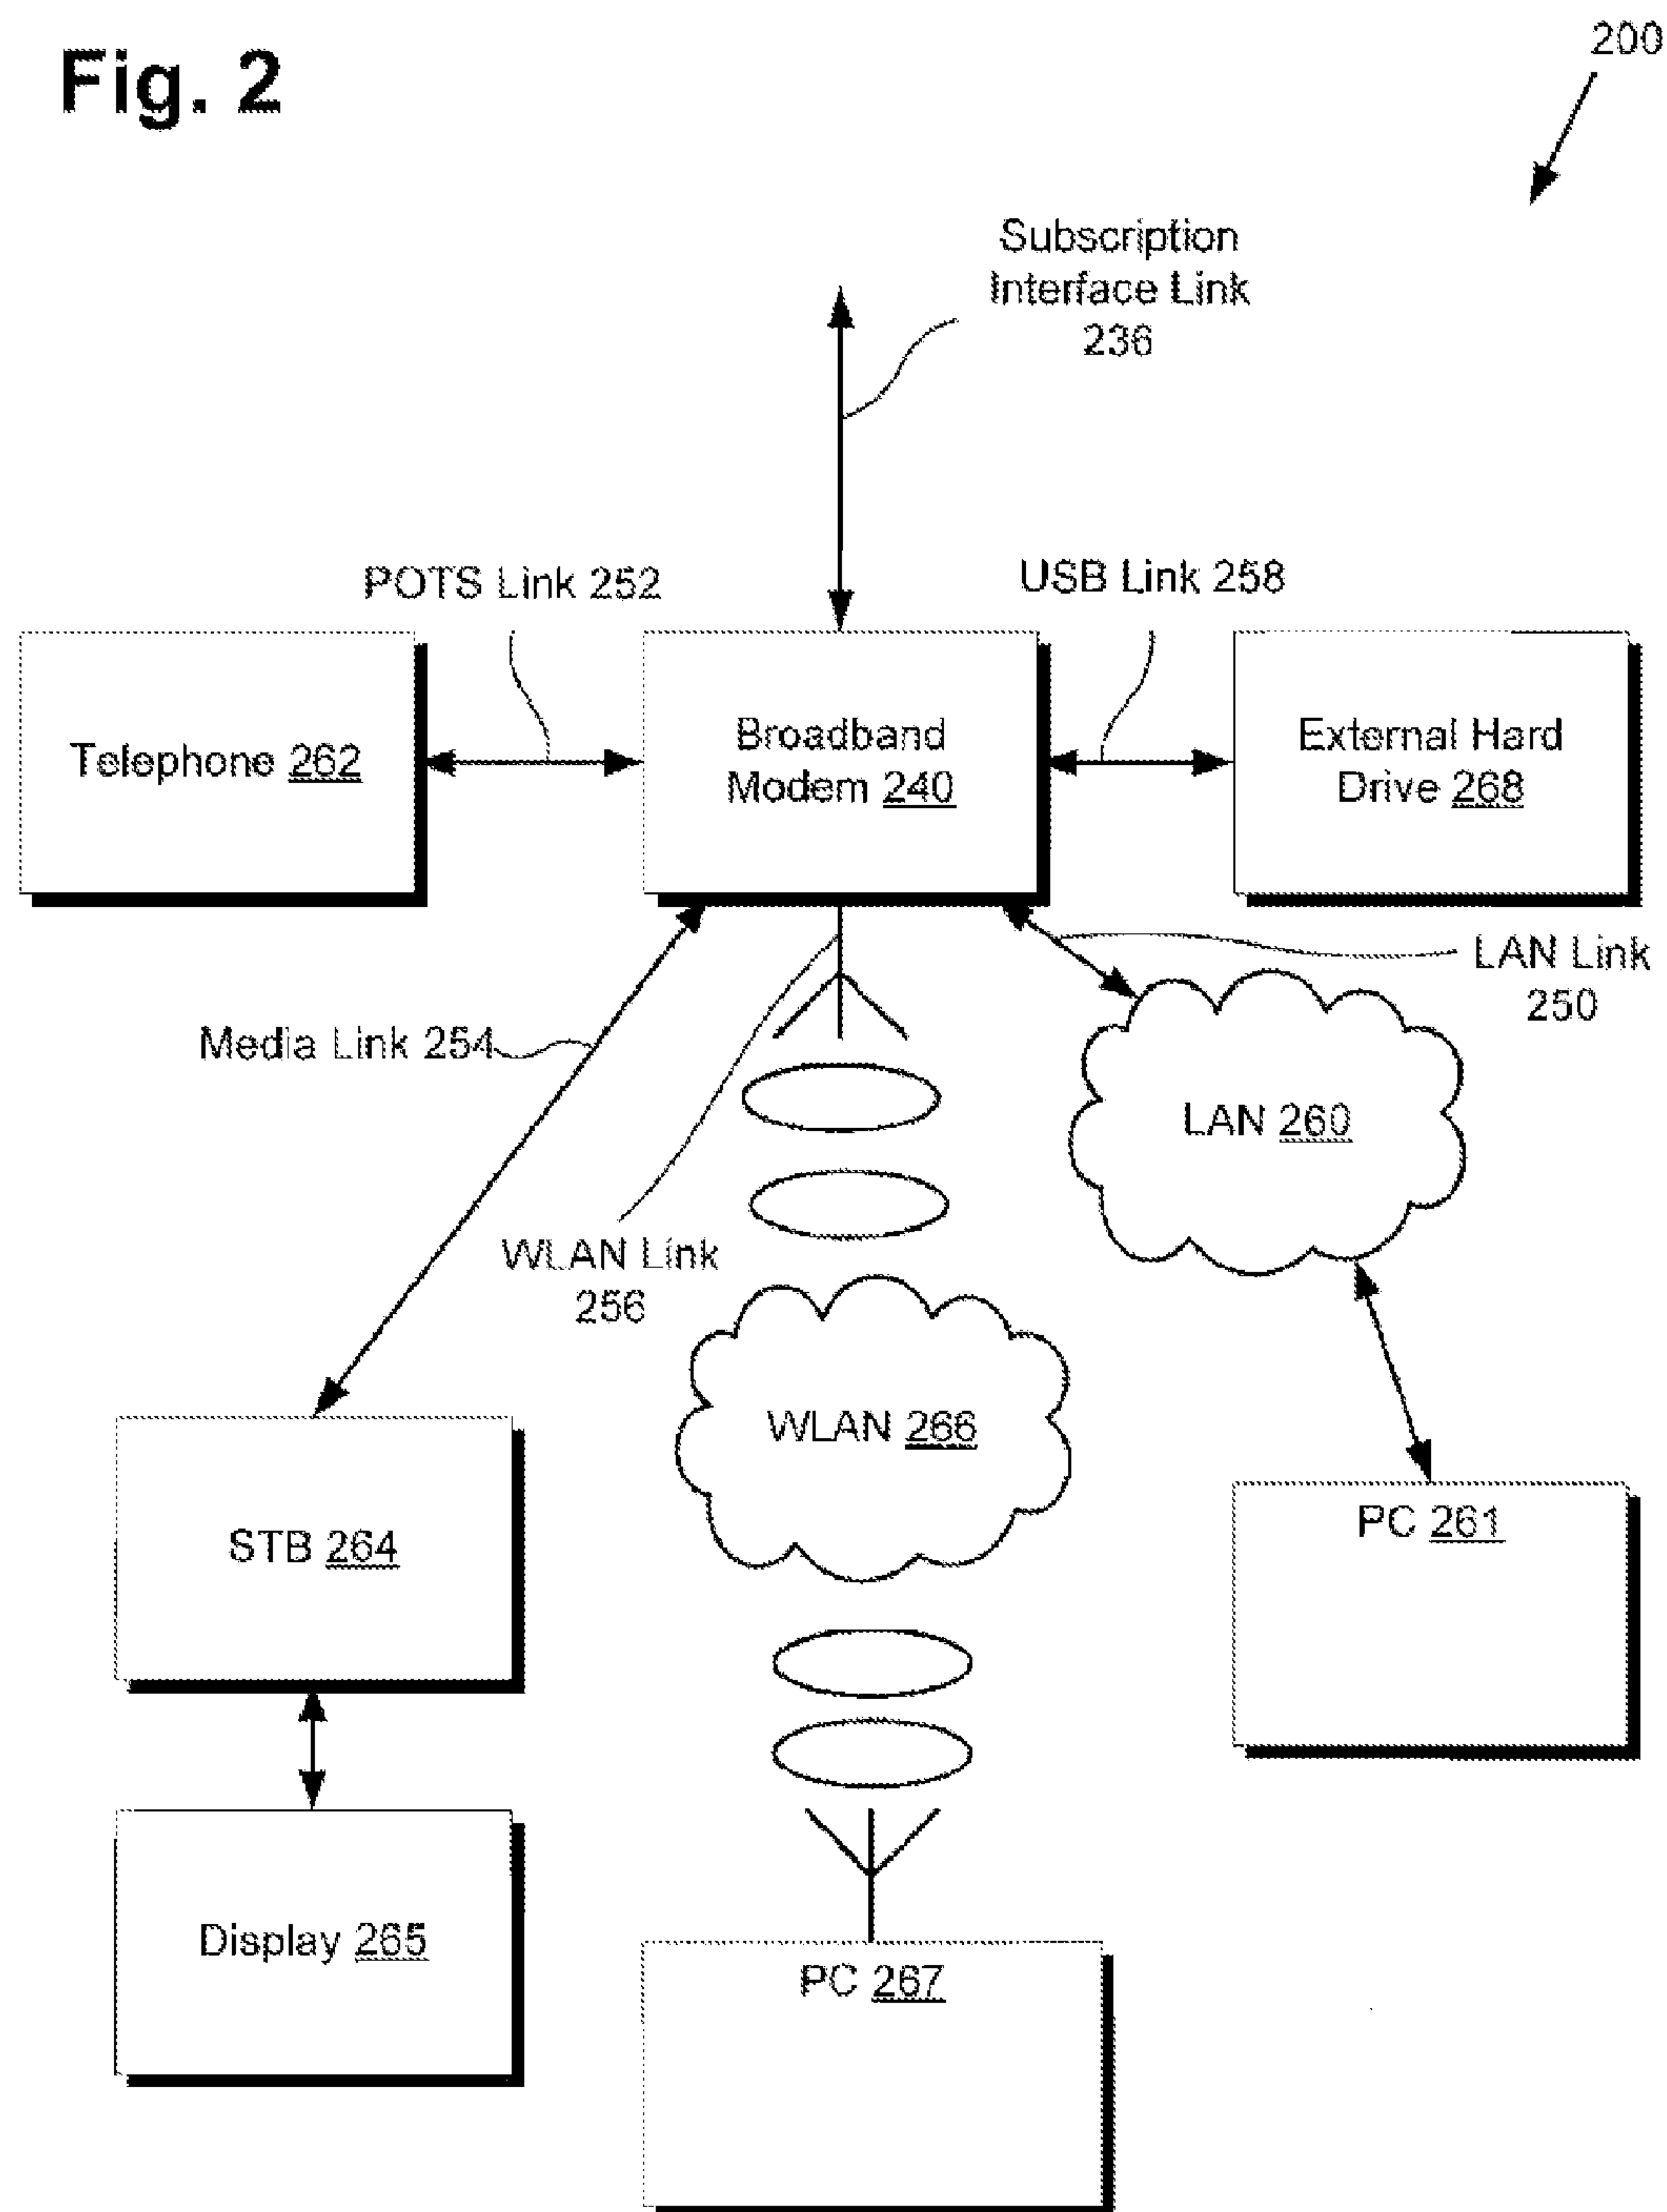 Fig. 2
200
Subscription
Interface Link
236
POTS Link 252
USB Link 258
Telephone 262
Broadband
Modem 240
External Hard
Drive 268
LAN Link
250
Media Link 254
LAN 260
WLAN Link
256
WLAN 266
STB 264
PC 261
Display 265
PC 267